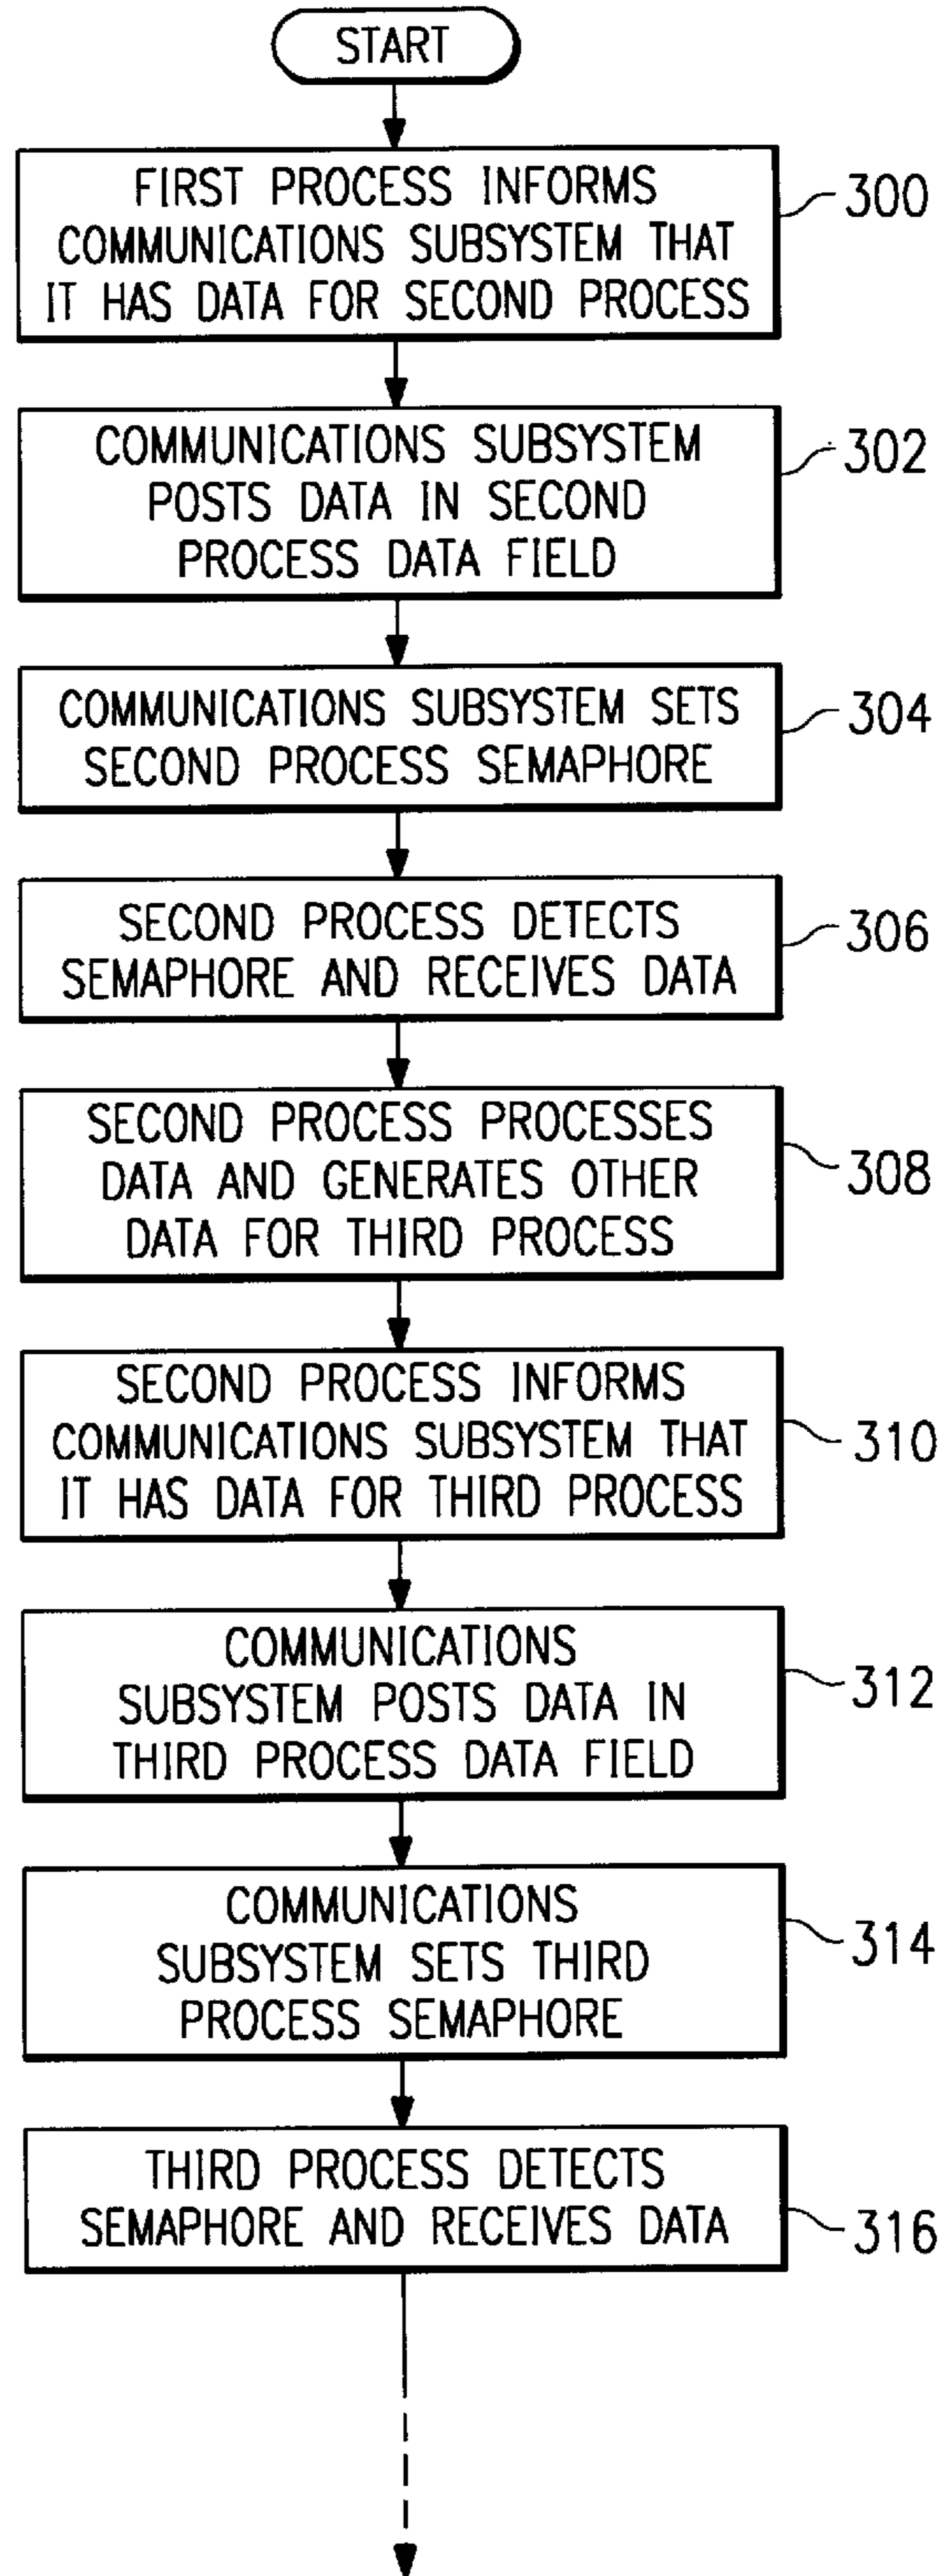 START
FIRST PROCESS INFORMS
COMMUNICATIONS SUBSYSTEM THAT
IT HAS DATA FOR SECOND PROCESS
300
COMMUNICATIONS SUBSYSTEM
POSTS DATA IN SECOND
PROCESS DATA FIELD
302
COMMUNICATIONS SUBSYSTEM SETS
SECOND PROCESS SEMAPHORE
304
SECOND PROCESS DETECTS
SEMAPHORE AND RECEIVES DATA
306
SECOND PROCESS PROCESSES
DATA AND GENERATES OTHER
DATA FOR THIRD PROCESS
308
SECOND PROCESS INFORMS
COMMUNICATIONS SUBSYSTEM THAT
IT HAS DATA FOR THIRD PROCESS
310
COMMUNICATIONS
SUBSYSTEM POSTS DATA IN
THIRD PROCESS DATA FIELD
312
COMMUNICATIONS
SUBSYSTEM SETS THIRD
PROCESS SEMAPHORE
314
THIRD PROCESS DETECTS
SEMAPHORE AND RECEIVES DATA
316